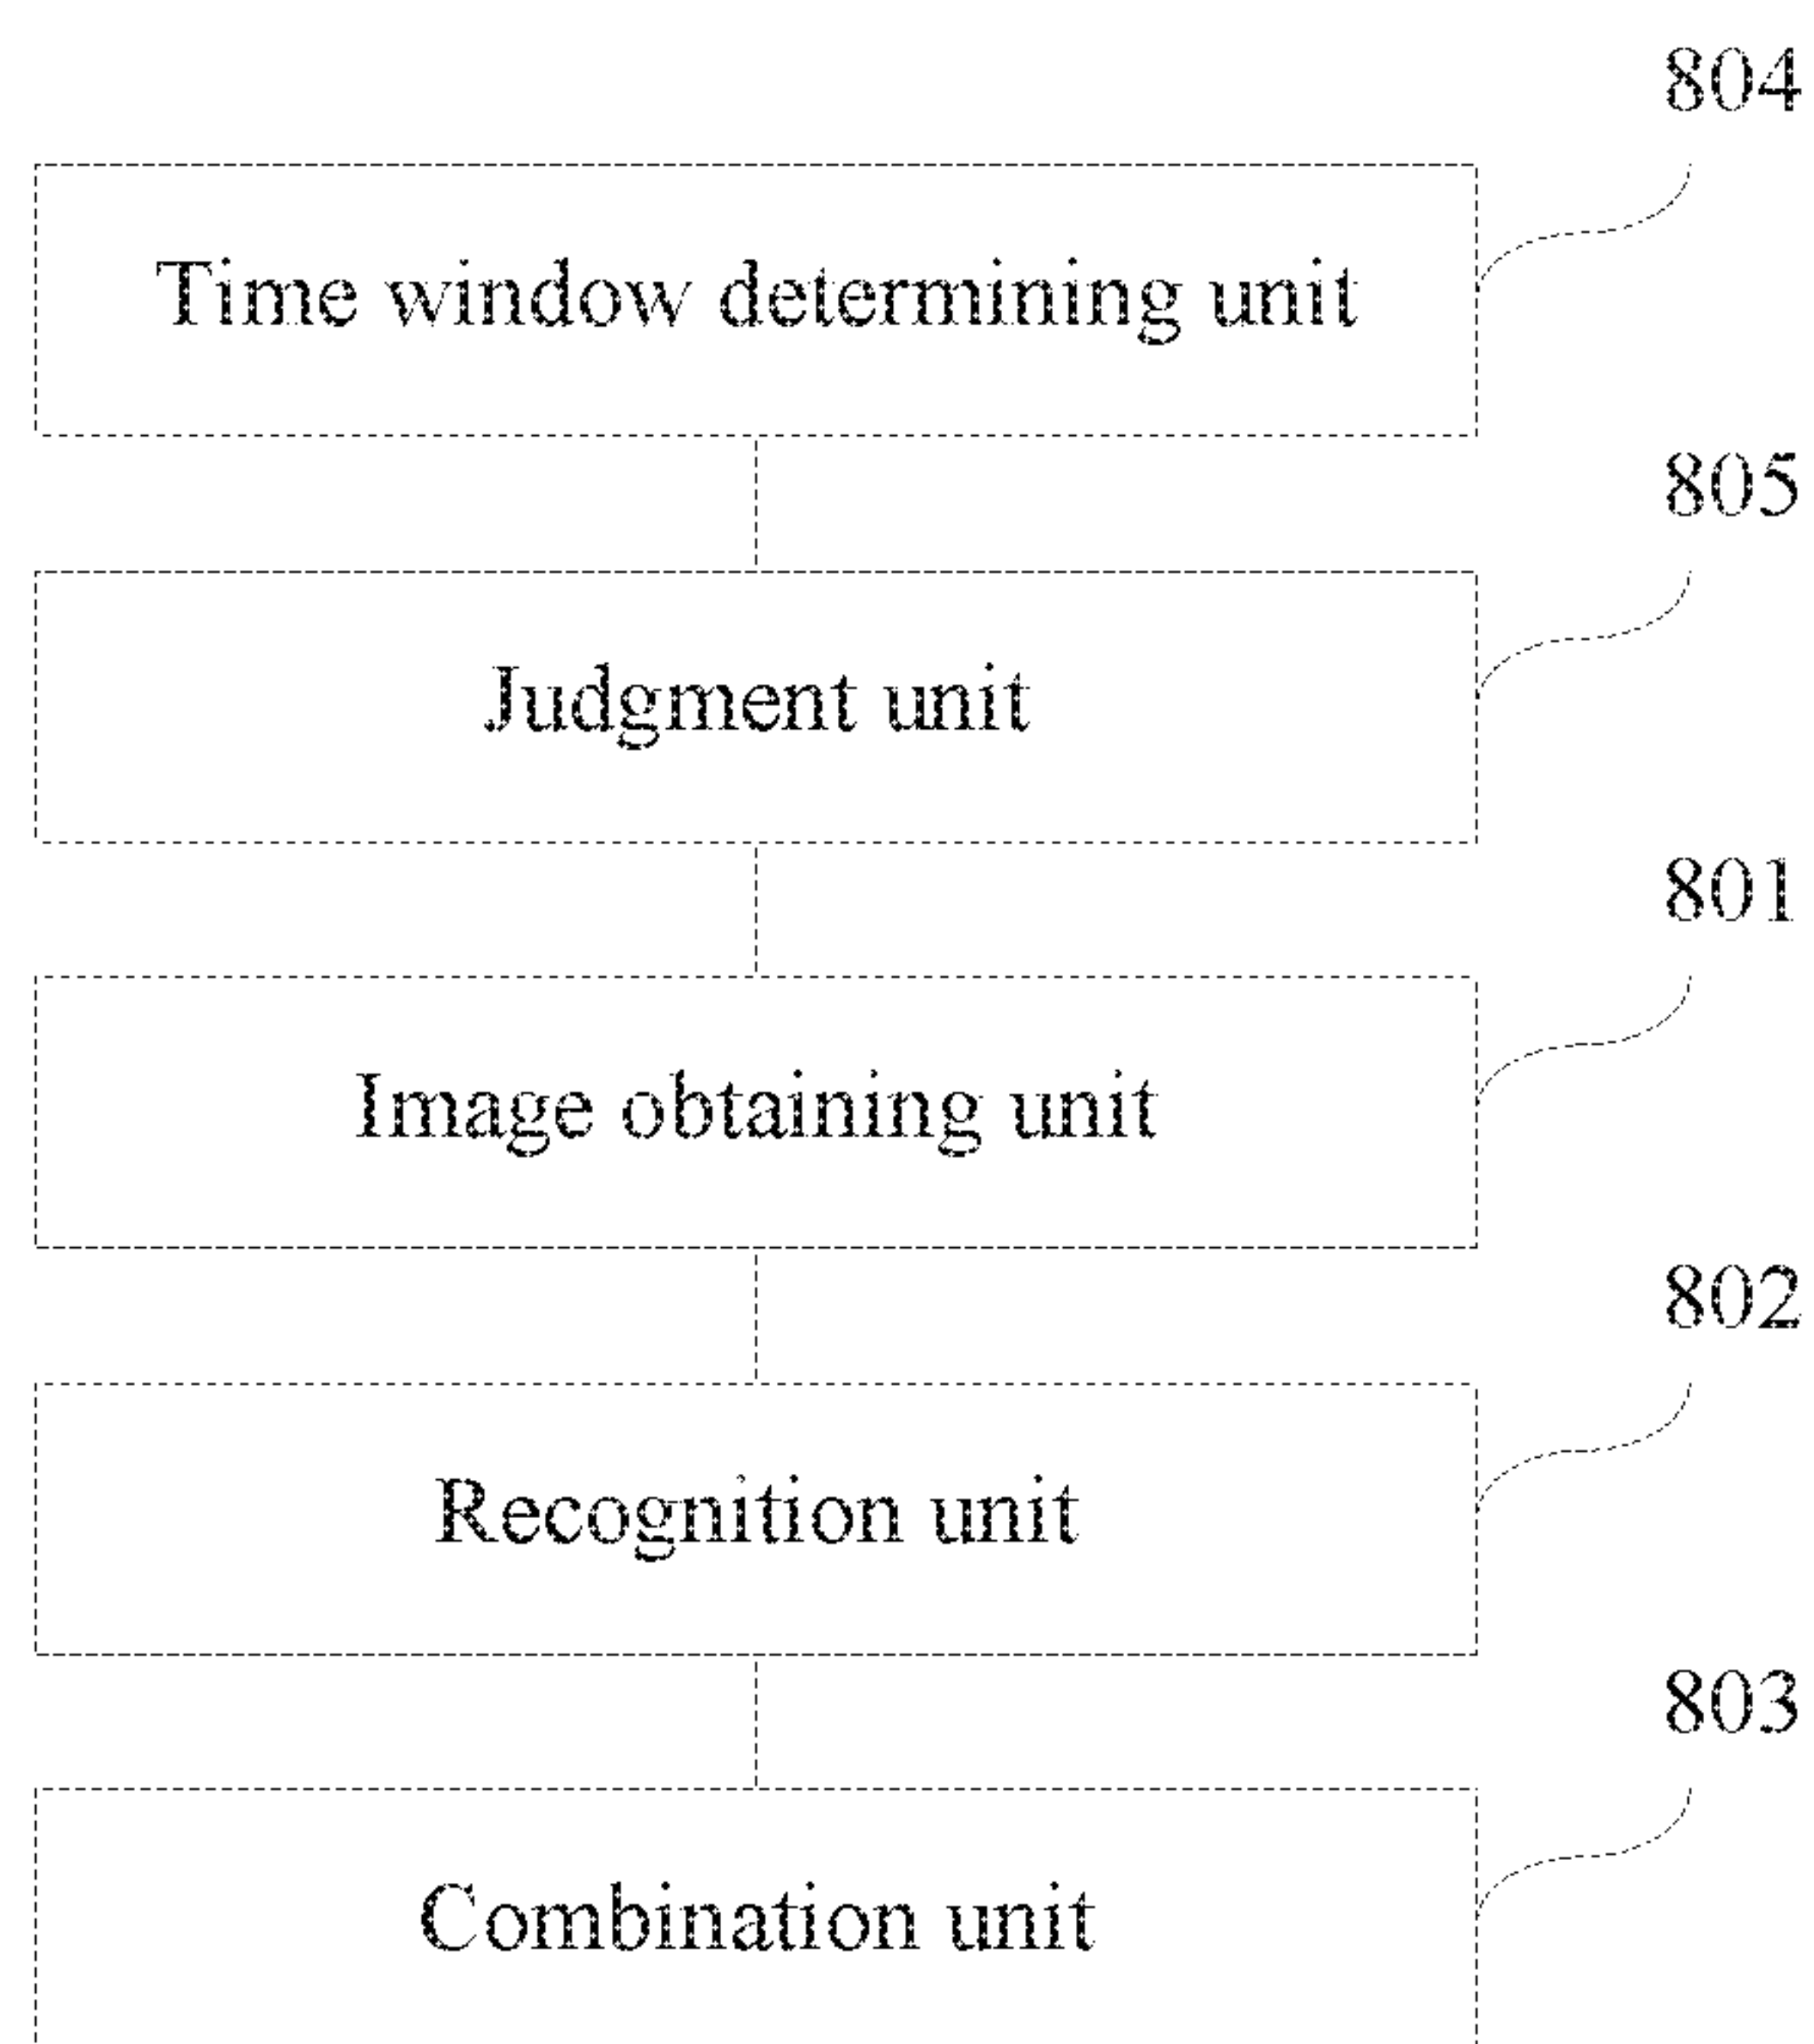 804
Time window determining unit
805
Judgment unit
801
Image obtaining unit
802
Recognition unit
803
Combination unit